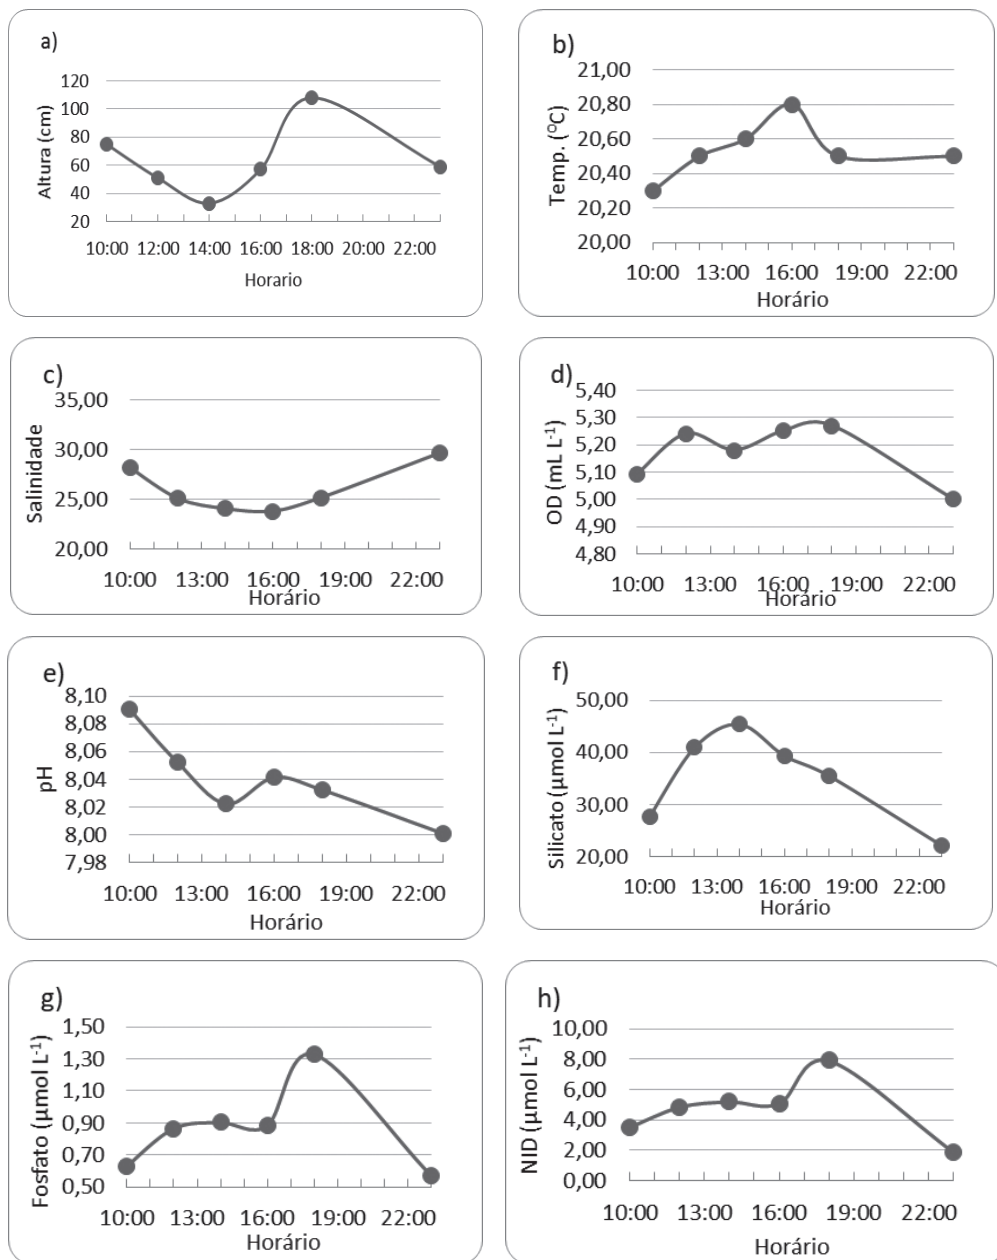 a)
Altura (cm)
120
100
80
60
40
20
10:00 12:00 14:00 16:00 18:00 20:00 22:00
Horario
b)
Temp. (ºC)
21,00
20,80
20,60
20,40
20,20
20,00
10:00 13:00 16:00 19:00 22:00
Horário
c)
Salinidade
35,00
30,00
25,00
20,00
10:00 13:00 16:00 19:00 22:00
Horário
d)
OD (mL L-1)
5,40
5,30
5,20
5,10
5,00
4,90
4,80
10:00 13:00 16:00 19:00 22:00
Horário
e)
pH
8,10
8,08
8,06
8,04
8,02
8,00
7,98
10:00 13:00 16:00 19:00 22:00
Horário
f)
Silicato (µmol L-1)
50,00
40,00
30,00
20,00
10:00 13:00 16:00 19:00 22:00
Horário
g)
Fosfato (µmol L-1)
1,50
1,30
1,10
0,90
0,70
0,50
10:00 13:00 16:00 19:00 22:00
Horário
h)
NID (µmol L-1)
10,00
8,00
6,00
4,00
2,00
0,00
10:00 13:00 16:00 19:00 22:00
Horário